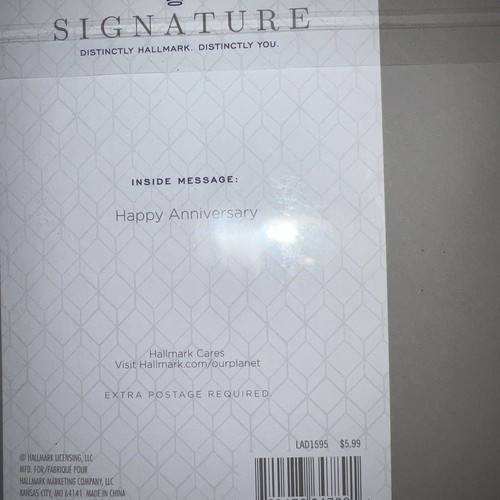 SIGNATURE
DISTINCTLY HALLMARK. DISTINCTLY YOU.
INSIDE MESSAGE:
Happy Anniversary
Hallmark Cares
Visit Hallmark.com/ourplanet
EXTRA POSTAGE REQUIRED.
LAD1595 $5.99
© HALLMARK LICENSING, LLC
MFD. FOR/FABRIQUÉ POUR
HALLMARK MARKETING COMPANY, LLC
KANSAS CITY, MO 64141 MADE IN CHINA